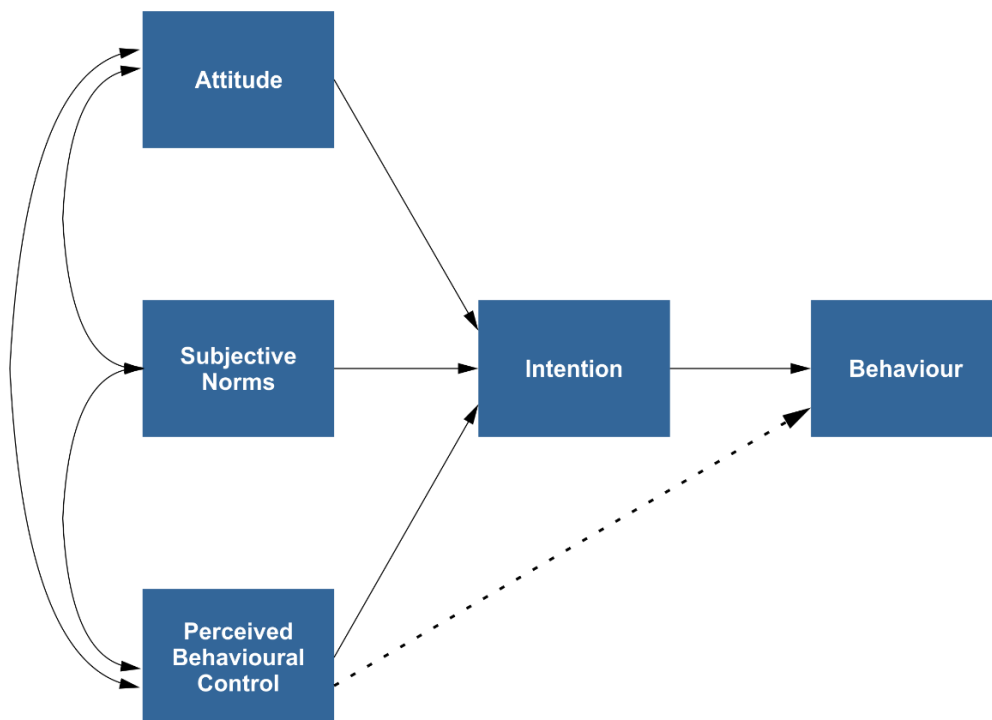 Attitude
Subjective
Norms
Intention
Behaviour
Perceived
Behavioural
Control